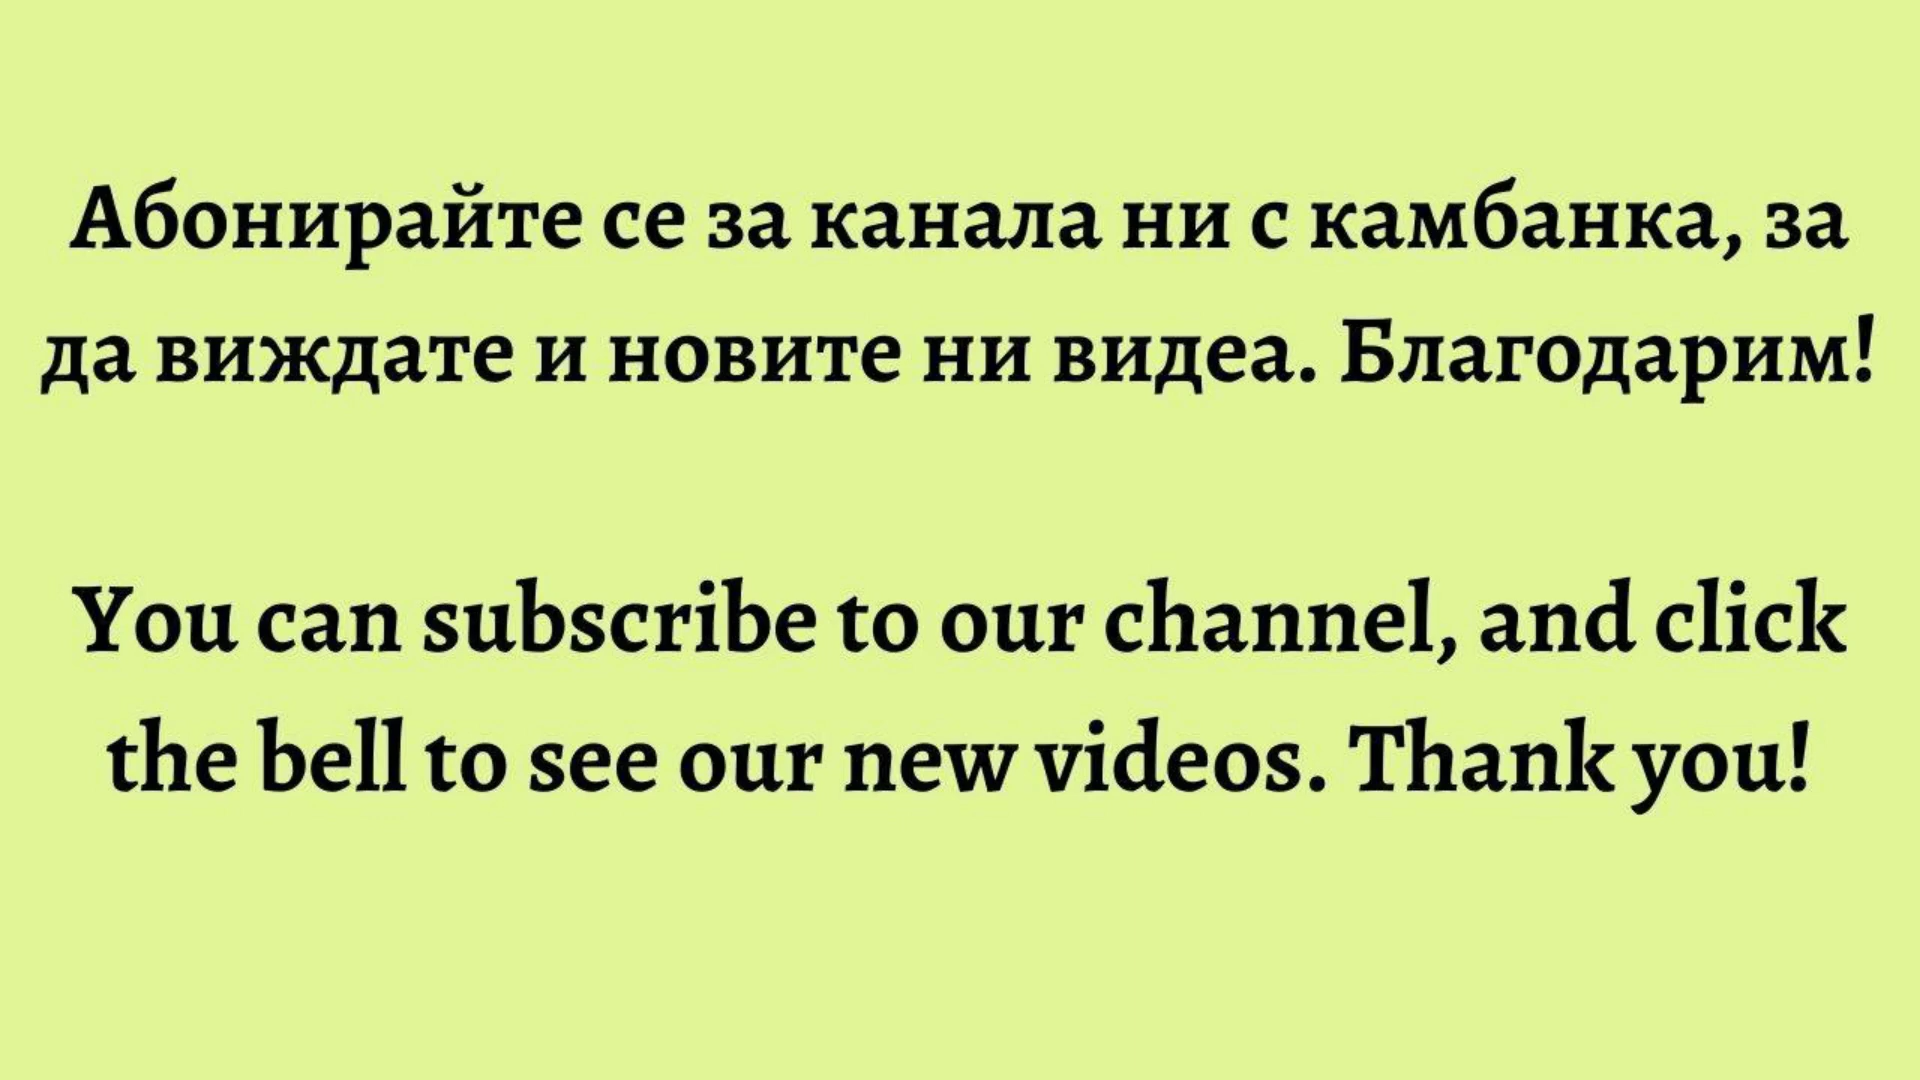 Абонирайте се за канала ни с камбанка, за
да виждате и новите ни видеа. Благодарим!
You can subscribe to our channel, and click
the bell to see our new videos. Thank you!